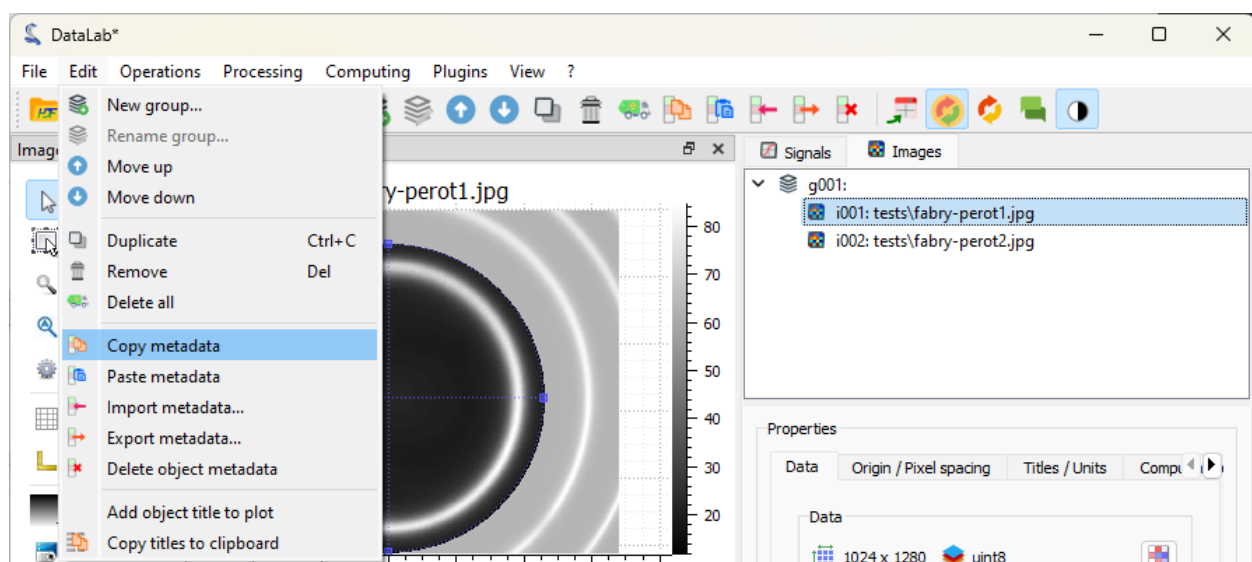 DataLab*
File Edit Operations Processing Computing Plugins View ?
New group...
Rename group...
Move up
Move down
Duplicate Ctrl+C
Remove Del
Delete all
Copy metadata
Paste metadata
Import metadata...
Export metadata...
Delete object metadata
Add object title to plot
Copy titles to clipboard
Imag
y-perot1.jpg
80
70
60
50
40
30
20
Signals Images
g001:
i001: tests\fabry-perot1.jpg
i002: tests\fabry-perot2.jpg
Properties
Data Origin / Pixel spacing Titles / Units Compu
Data
1024 x 1280 uint8